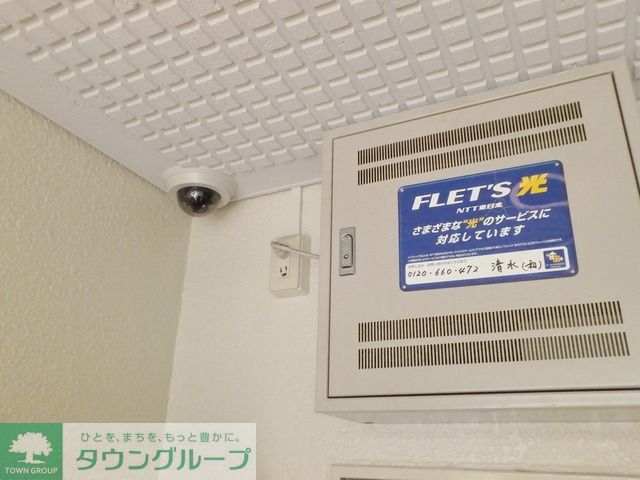 FLET'S 光
NTT東日本
さまざまな"光"のサービスに
対応しています
0120-660-472 清水(和)
ひとを、まちを、もっと豊かに。
TOWN GROUP
タウングループ